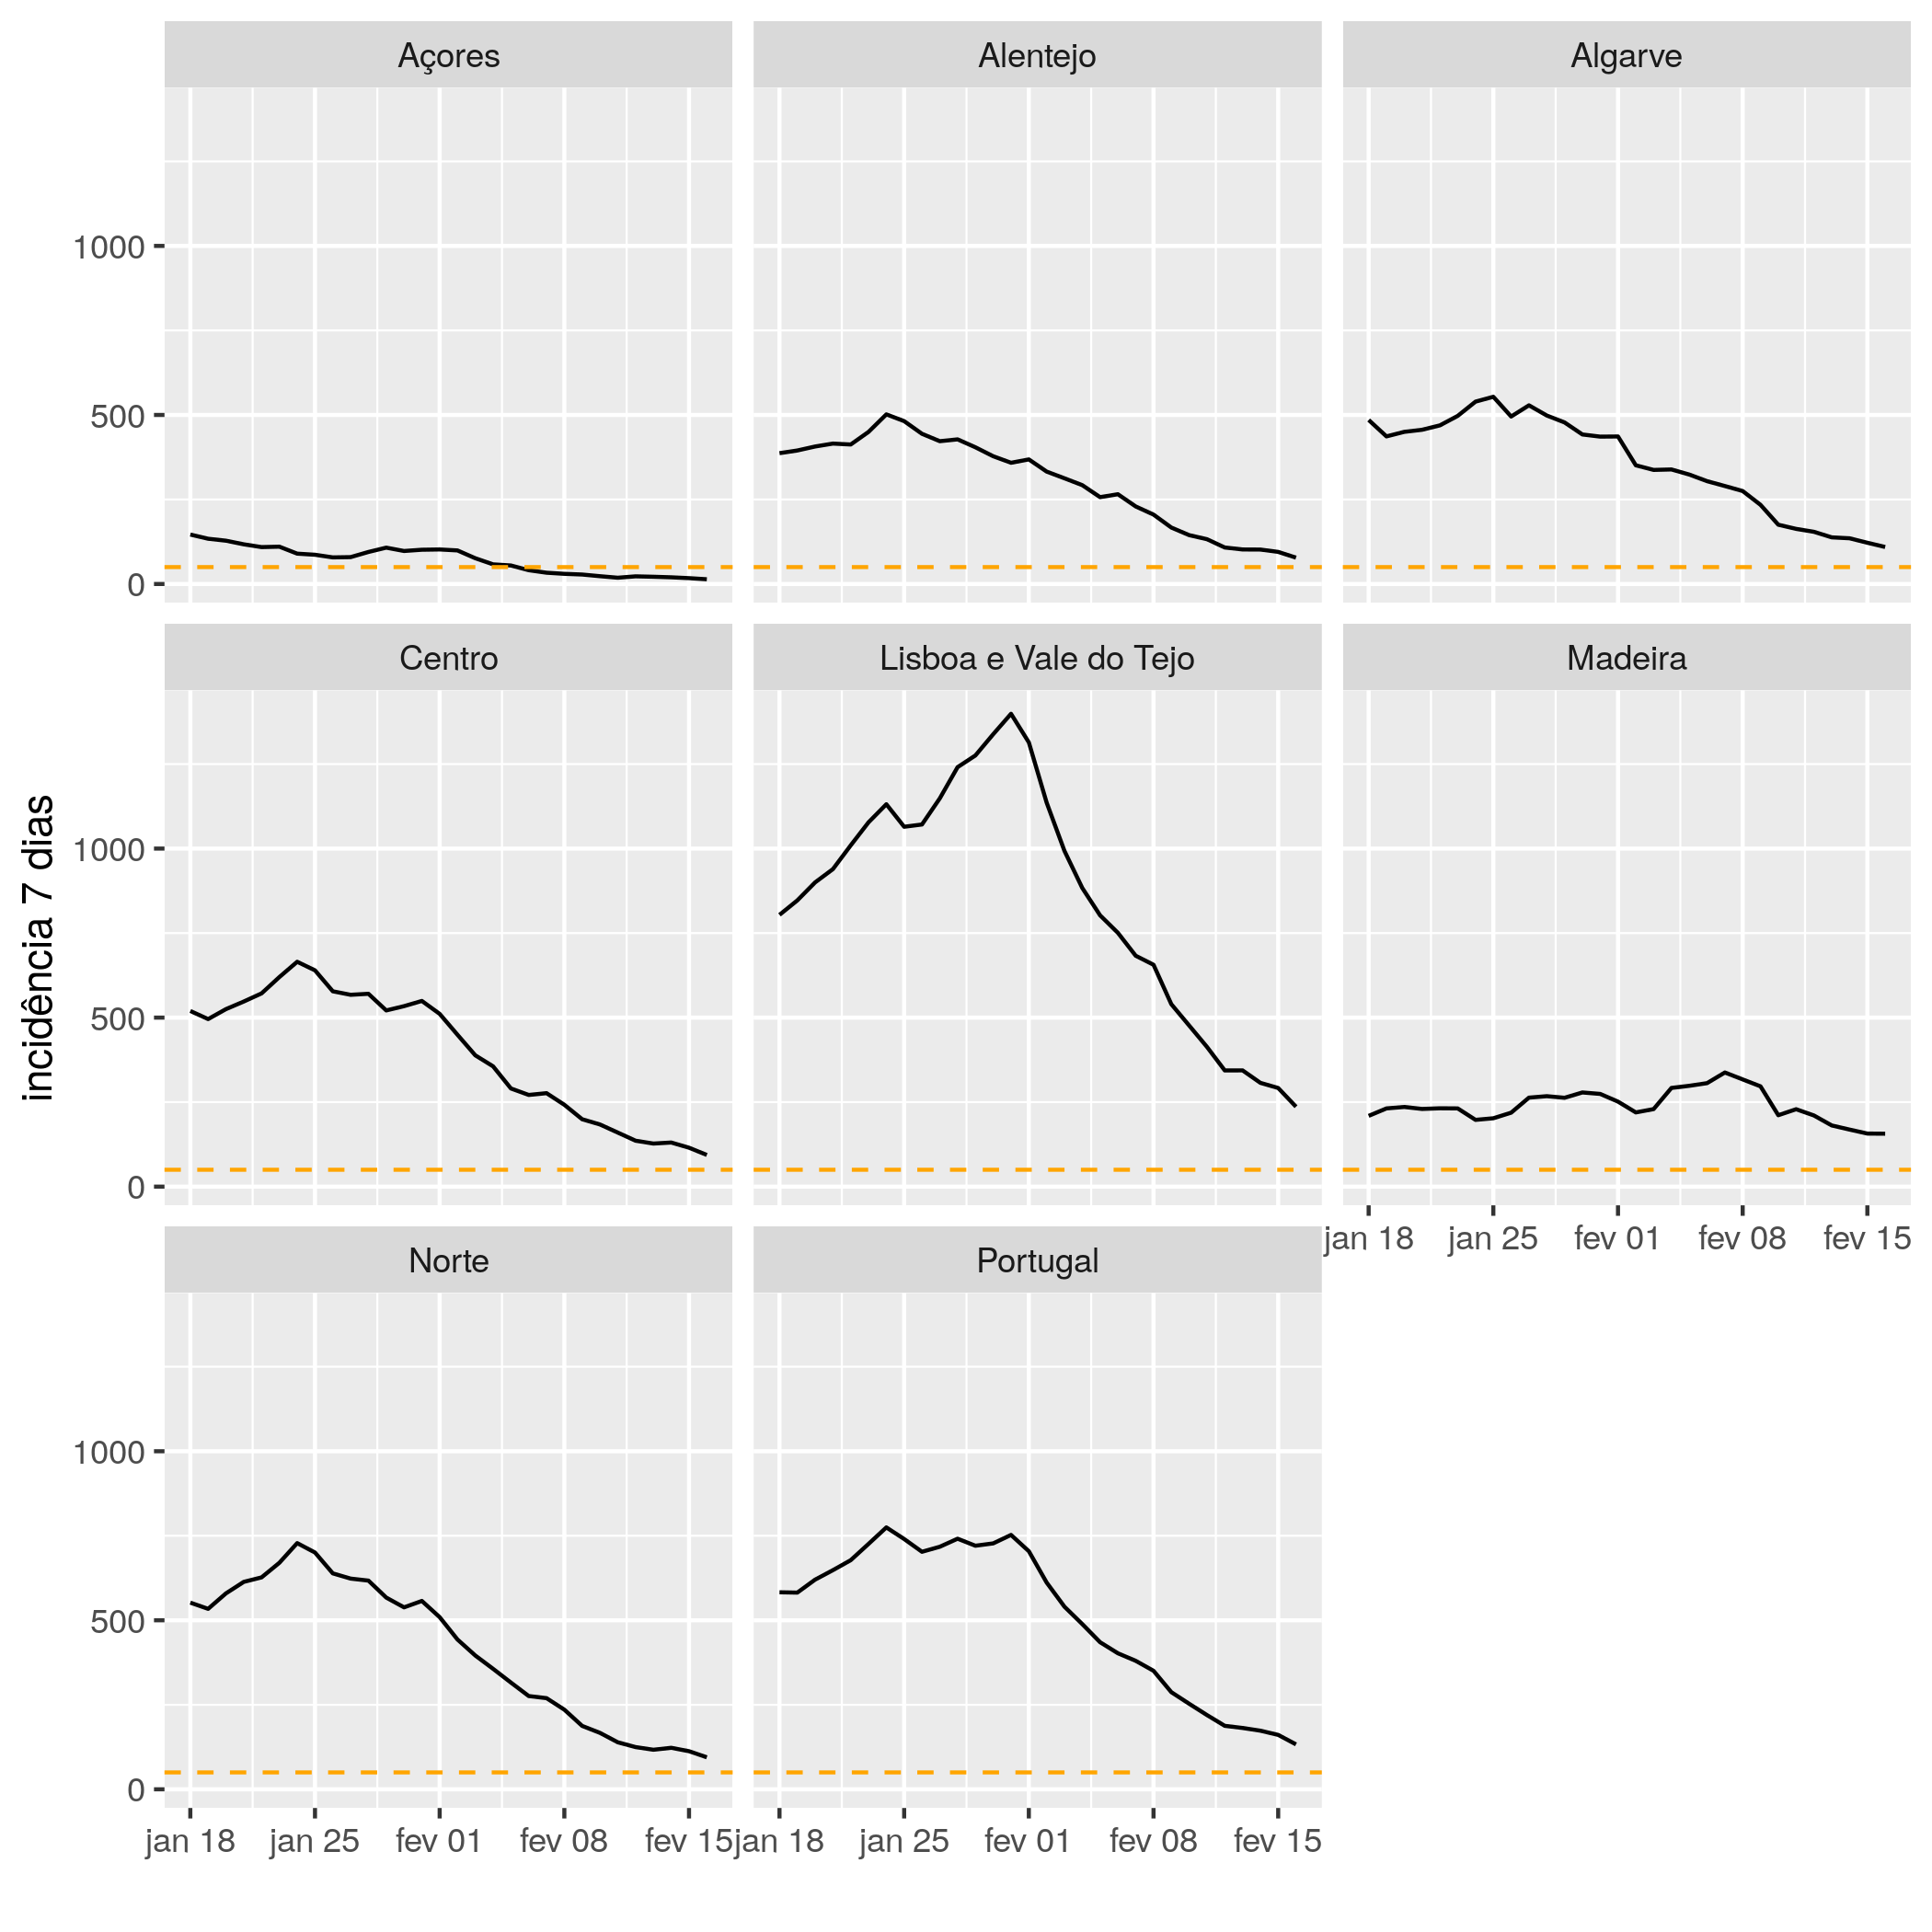 Açores
Alentejo
Algarve
1000
500
0
Centro
Lisboa e Vale do Tejo
Madeira
1000
500
0
jan 18 jan 25 fev 01 fev 08 fev 15
Norte
Portugal
1000
500
0
jan 18 jan 25 fev 01 fev 08 fev 15
jan 18 jan 25 fev 01 fev 08 fev 15
incidência 7 dias